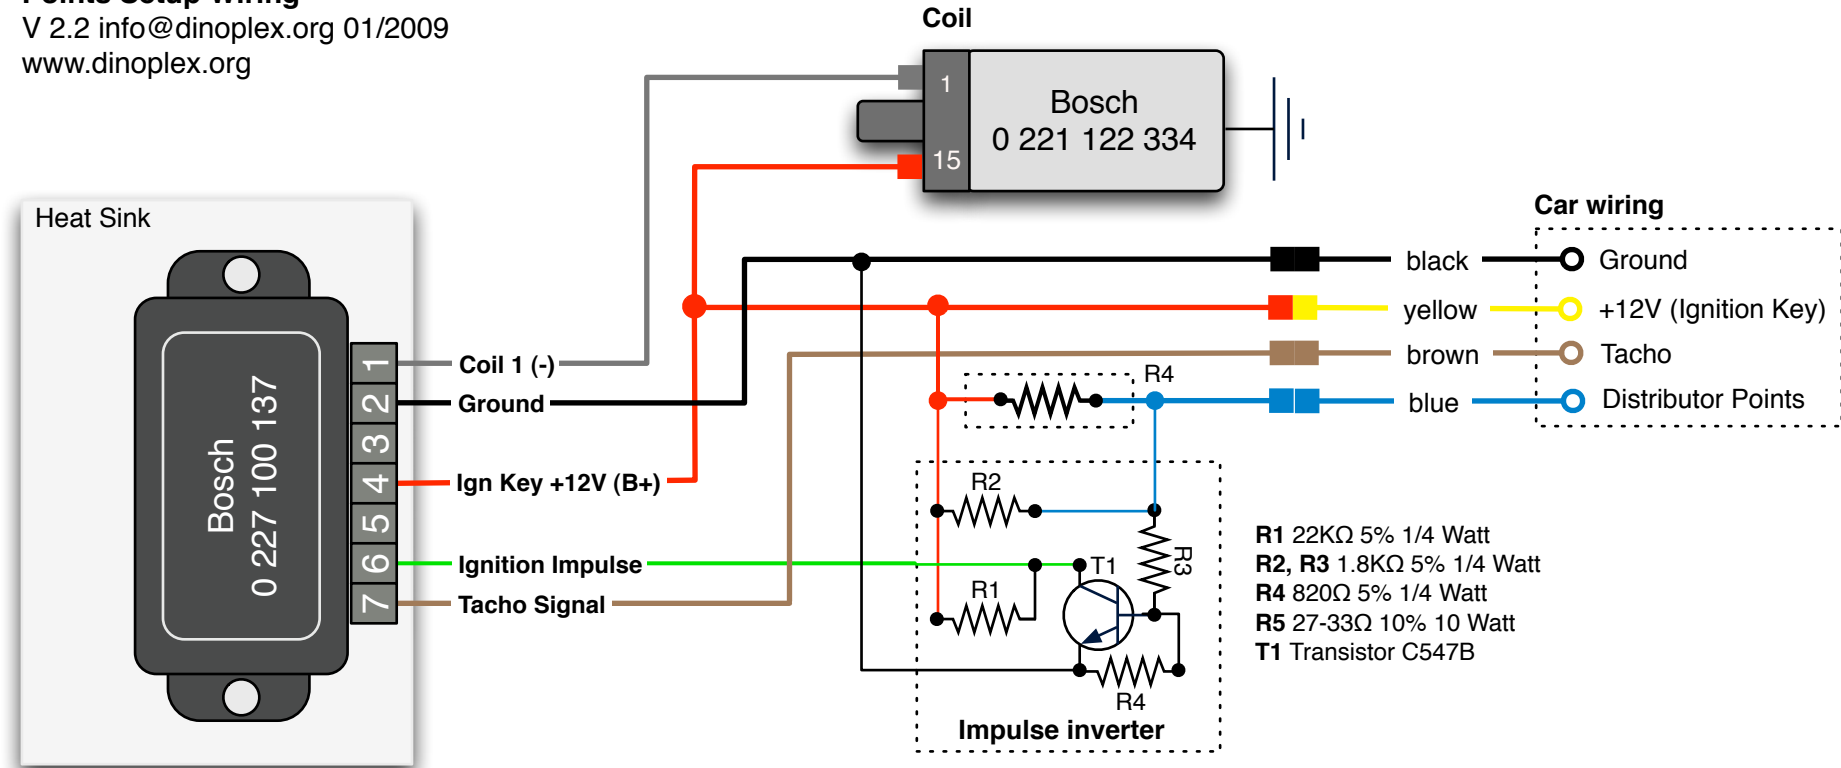 Points Setup Wiring
V 2.2 info@dinoplex.org 01/2009
www.dinoplex.org
Coil
1
15
Bosch
0 221 122 334
Heat Sink
Bosch
0 227 100 137
1
2
3
4
5
6
7
Coil 1 (-)
Ground
Ign Key +12V (B+)
Ignition Impulse
Tacho Signal
Car wiring
black
Ground
yellow
+12V (Ignition Key)
brown
Tacho
blue
Distributor Points
R4
R2
R3
T1
R1
R4
Impulse inverter
R1 22KΩ 5% 1/4 Watt
R2, R3 1.8KΩ 5% 1/4 Watt
R4 820Ω 5% 1/4 Watt
R5 27-33Ω 10% 10 Watt
T1 Transistor C547B